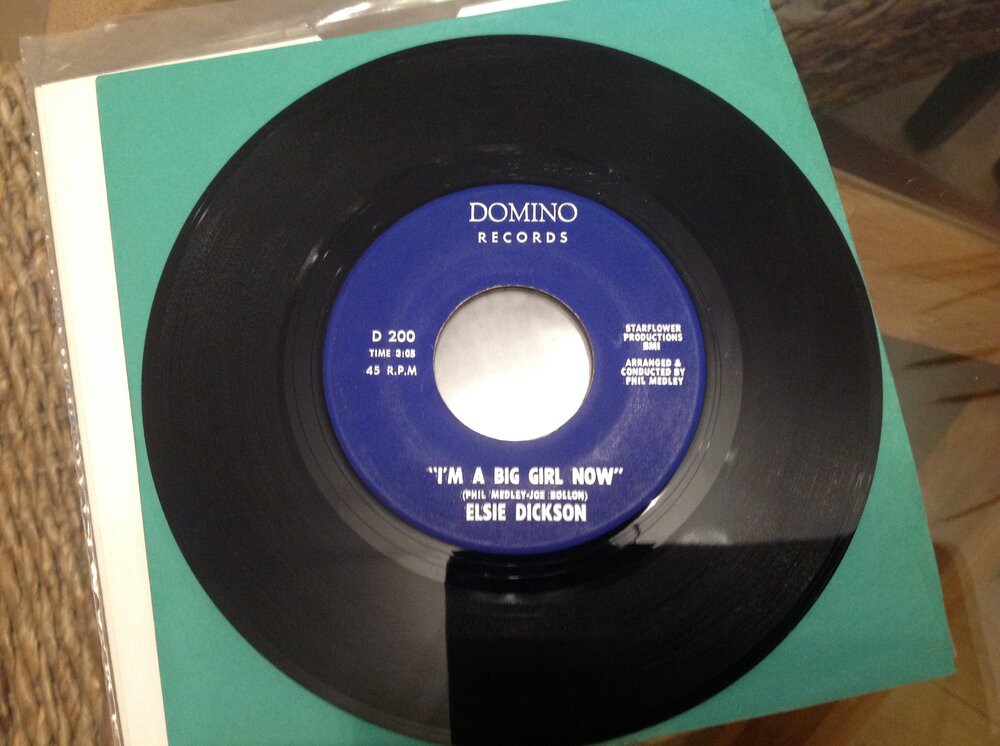 DOMINO
RECORDS
D 200
TIME 3:05
45 R.P.M
STARFLOWER
PRODUCTIONS
BMI
ARRANGED &
CONDUCTED BY
PHIL MEDLEY
"I'M A BIG GIRL NOW"
(PHIL MEDLEY-JOE BOLLON)
ELSIE DICKSON